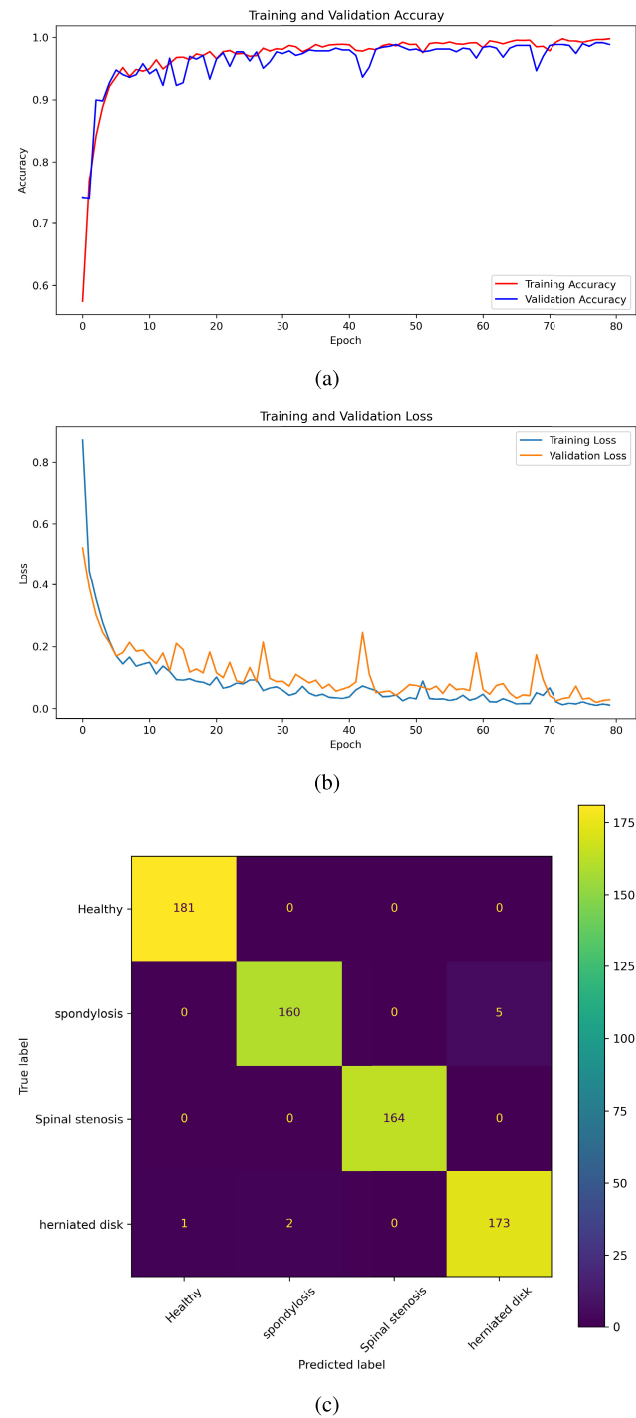 Training and Validation Accuray
1.0
0.9
0.8
0.7
0.6
Accuracy
Training Accuracy
Validation Accuracy
0 10 20 30 40 50 60 70 80
Epoch
(a)
Training and Validation Loss
Training Loss
Validation Loss
0.8
0.6
0.4
0.2
0.0
Loss
0 10 20 30 40 50 60 70 80
Epoch
(b)
True label
Healthy 181 0 0 0
spondylosis 0 160 0 5
Spinal stenosis 0 0 164 0
herniated disk 1 2 0 173
Healthy spondylosis Spinal stenosis herniated disk
Predicted label
175
150
125
100
75
50
25
0
(c)